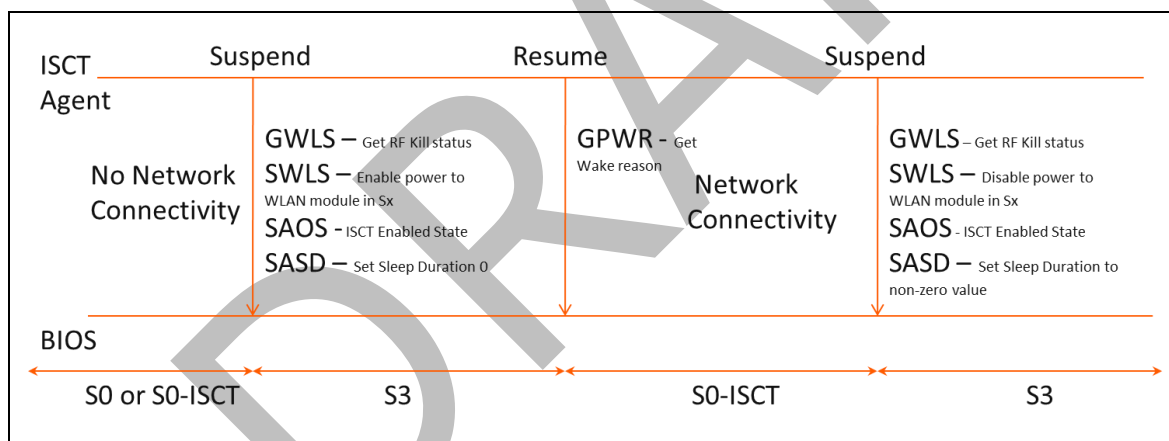 ISCT
Agent
Suspend
Resume
Suspend
No Network
Connectivity
GWLS – Get RF Kill status
SWLS – Enable power to
WLAN module in Sx
SAOS - ISCT Enabled State
SASD – Set Sleep Duration 0
GPWR - Get
Wake reason
Network
Connectivity
GWLS – Get RF Kill status
SWLS – Disable power to
WLAN module in Sx
SAOS - ISCT Enabled State
SASD – Set Sleep Duration to
non-zero value
BIOS
S0 or S0-ISCT
S3
S0-ISCT
S3
DRA